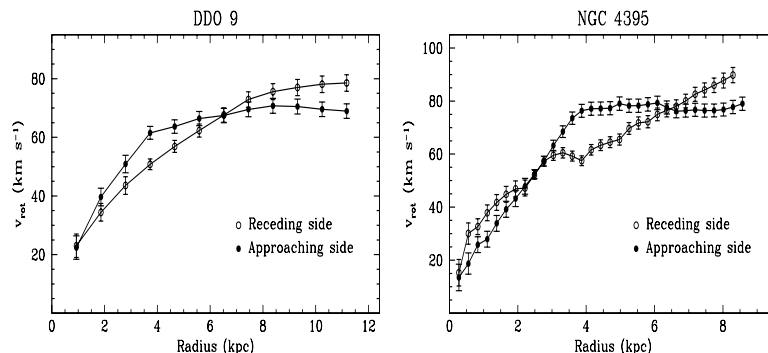 DDO 9
80
60
40
20
0
2
4
6
8
10
12
v_rot (km s⁻¹)
Radius (kpc)
Receding side
Approaching side
NGC 4395
100
80
60
40
20
0
2
4
6
8
v_rot (km s⁻¹)
Radius (kpc)
Receding side
Approaching side